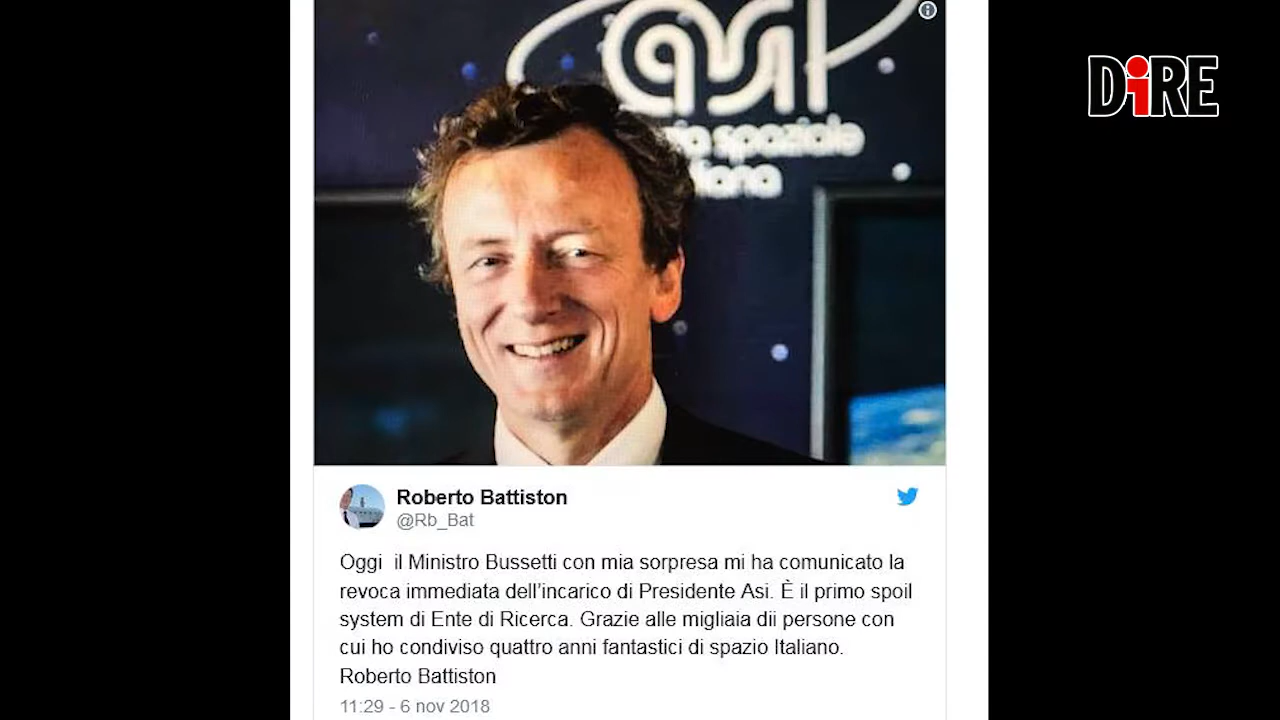 asi
spaziale
DiRE
Roberto Battiston
@Rb_Bat
Oggi il Ministro Bussetti con mia sorpresa mi ha comunicato la
revoca immediata dell'incarico di Presidente Asi. È il primo spoil
system di Ente di Ricerca. Grazie alle migliaia dii persone con
cui ho condiviso quattro anni fantastici di spazio Italiano.
Roberto Battiston
11:29 - 6 nov 2018